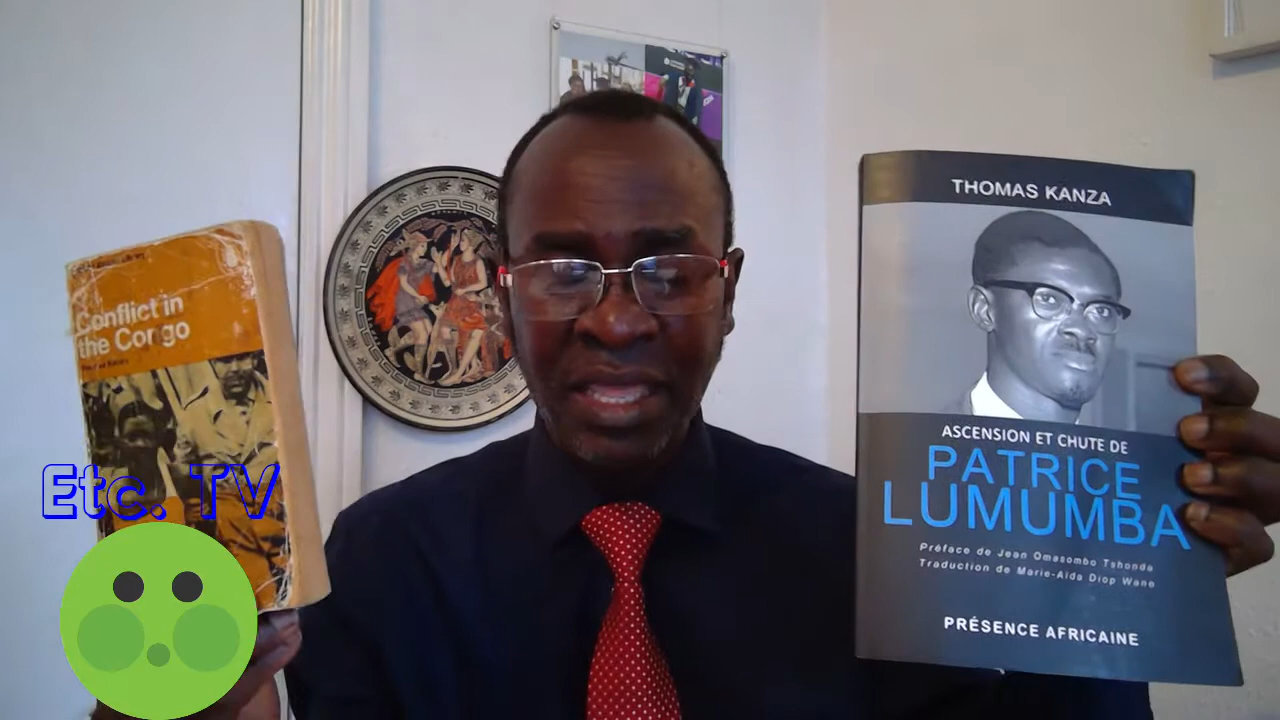 Conflict in
the Congo
Etc. TV
THOMAS KANZA
ASCENSION ET CHUTE DE
PATRICE
LUMUMBA
Préface de Jean Omasombo Tshonda
Traduction de Marie-Aïda Diop Wane
PRÉSENCE AFRICAINE